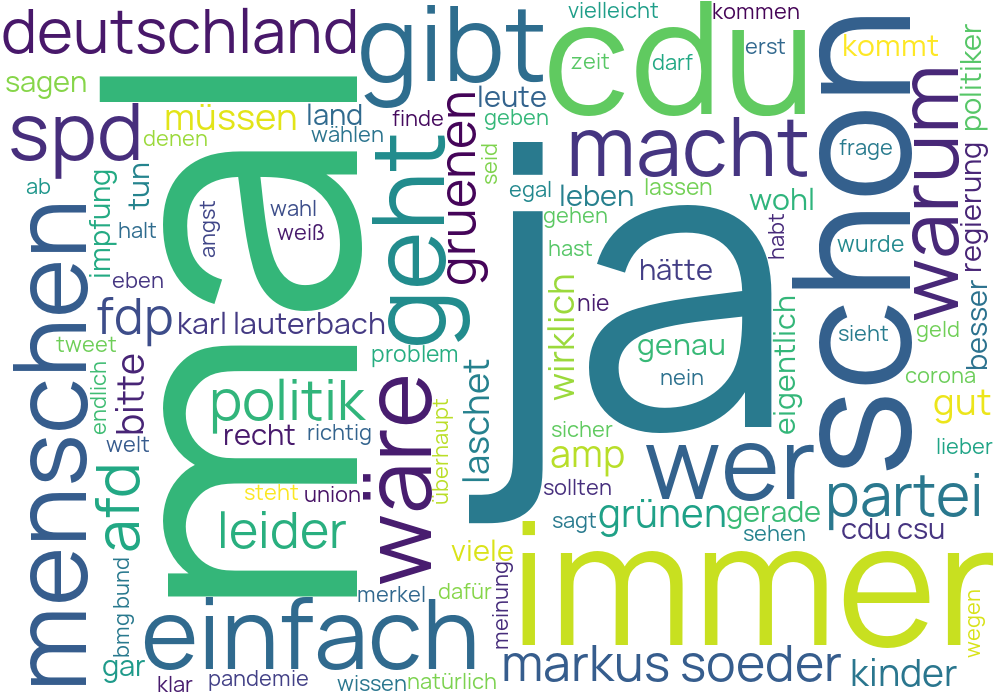 deutschland
gibt
cdu
vielleicht
kommen
zeit
darf
erst
schon
kommt
politiker
sagen
mal
spd
müssen
land
denen
wählen
finde
leute
geben
macht
warum
frage
ab
tun
impfung
halt
angst
wahl
weiß
geht
gruenen
seid
egal
leben
lassen
wohl
gehen
habt
wurde
regierung
menschen
eben
ja
hast
hätte
nie
wirklich
eigentlich
besser
fdp
karl lauterbach
tweet
problem
genau
nein
sieht
geld
corona
endlich
bitte
politik
wäre
laschet
gut
welt
recht
richtig
überhaupt
sicher
amp
wer
lieber
afd
steht
union
sollten
partei
leider
sagt
grünen
gerade
sehen
cdu csu
viele
immer
bmg bund
merkel
dafür
meinung
wegen
einfach
gar
klar
pandemie
wissen
natürlich
markus soeder
kinder